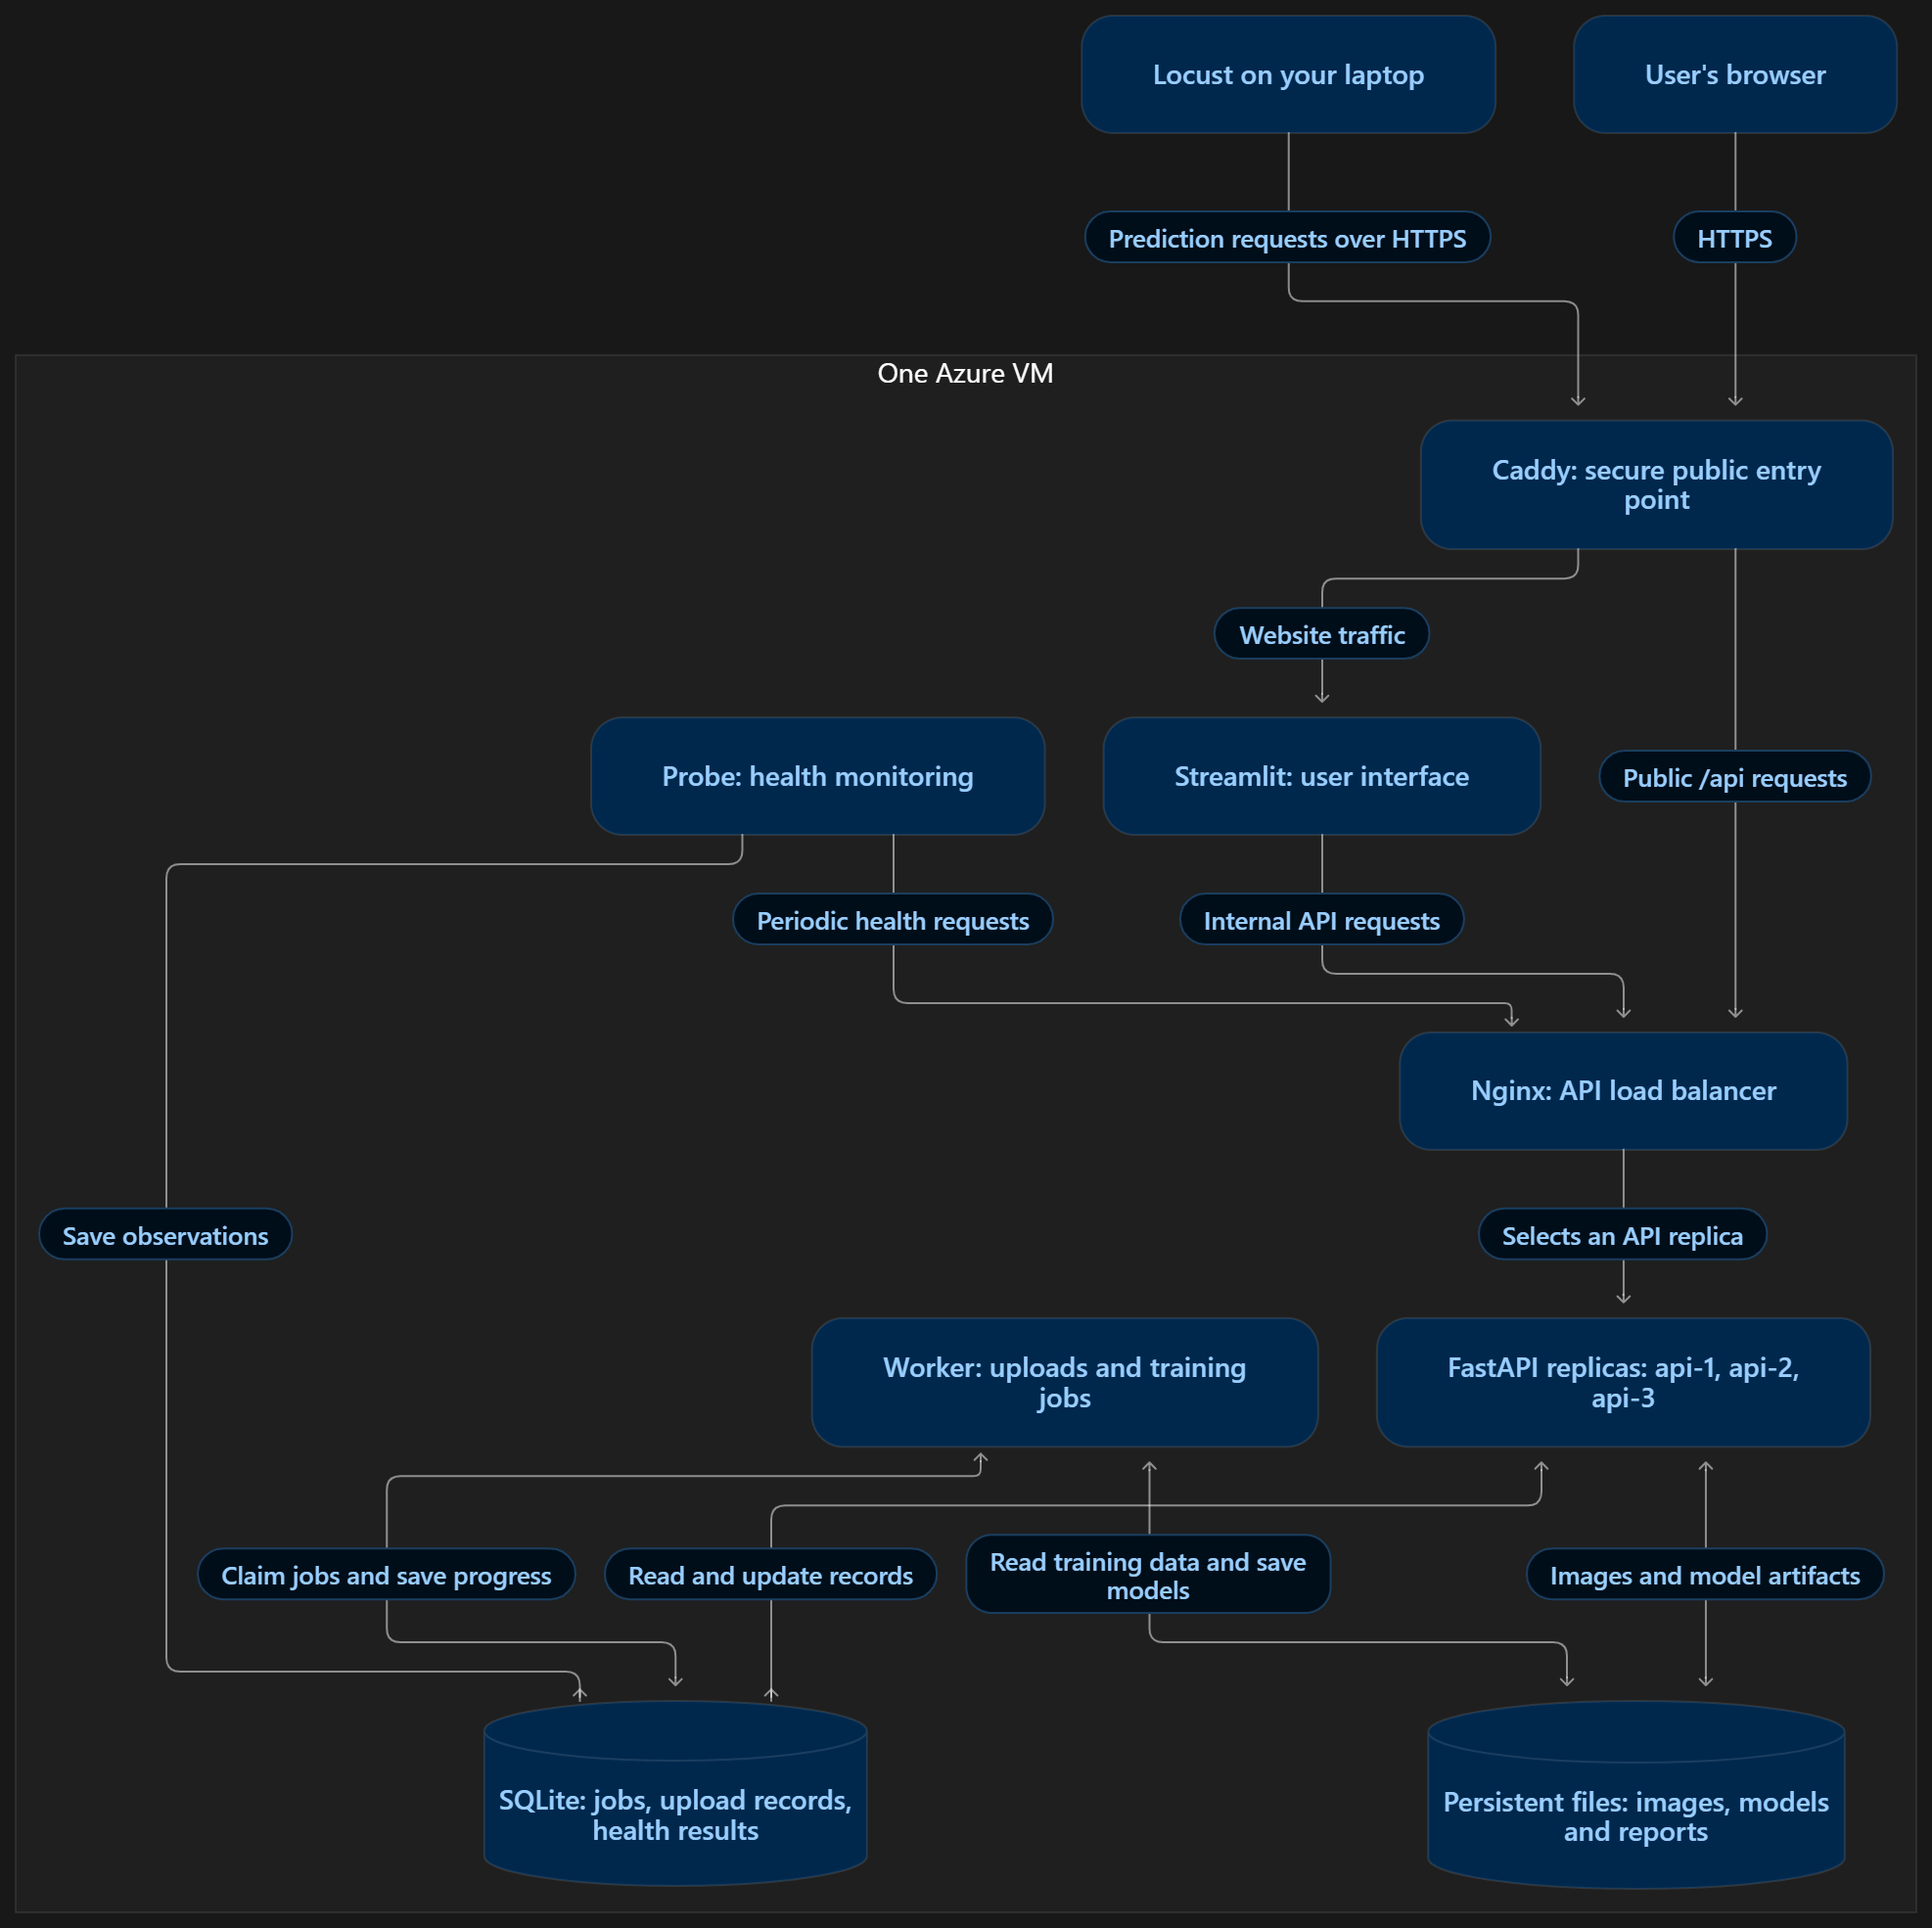 Locust on your laptop
User's browser
Prediction requests over HTTPS
HTTPS
One Azure VM
Caddy: secure public entry
point
Website traffic
Probe: health monitoring
Streamlit: user interface
Public /api requests
Periodic health requests
Internal API requests
Nginx: API load balancer
Save observations
Selects an API replica
Worker: uploads and training
jobs
FastAPI replicas: api-1, api-2,
api-3
Claim jobs and save progress
Read and update records
Read training data and save
models
Images and model artifacts
SQLite: jobs, upload records,
health results
Persistent files: images, models
and reports